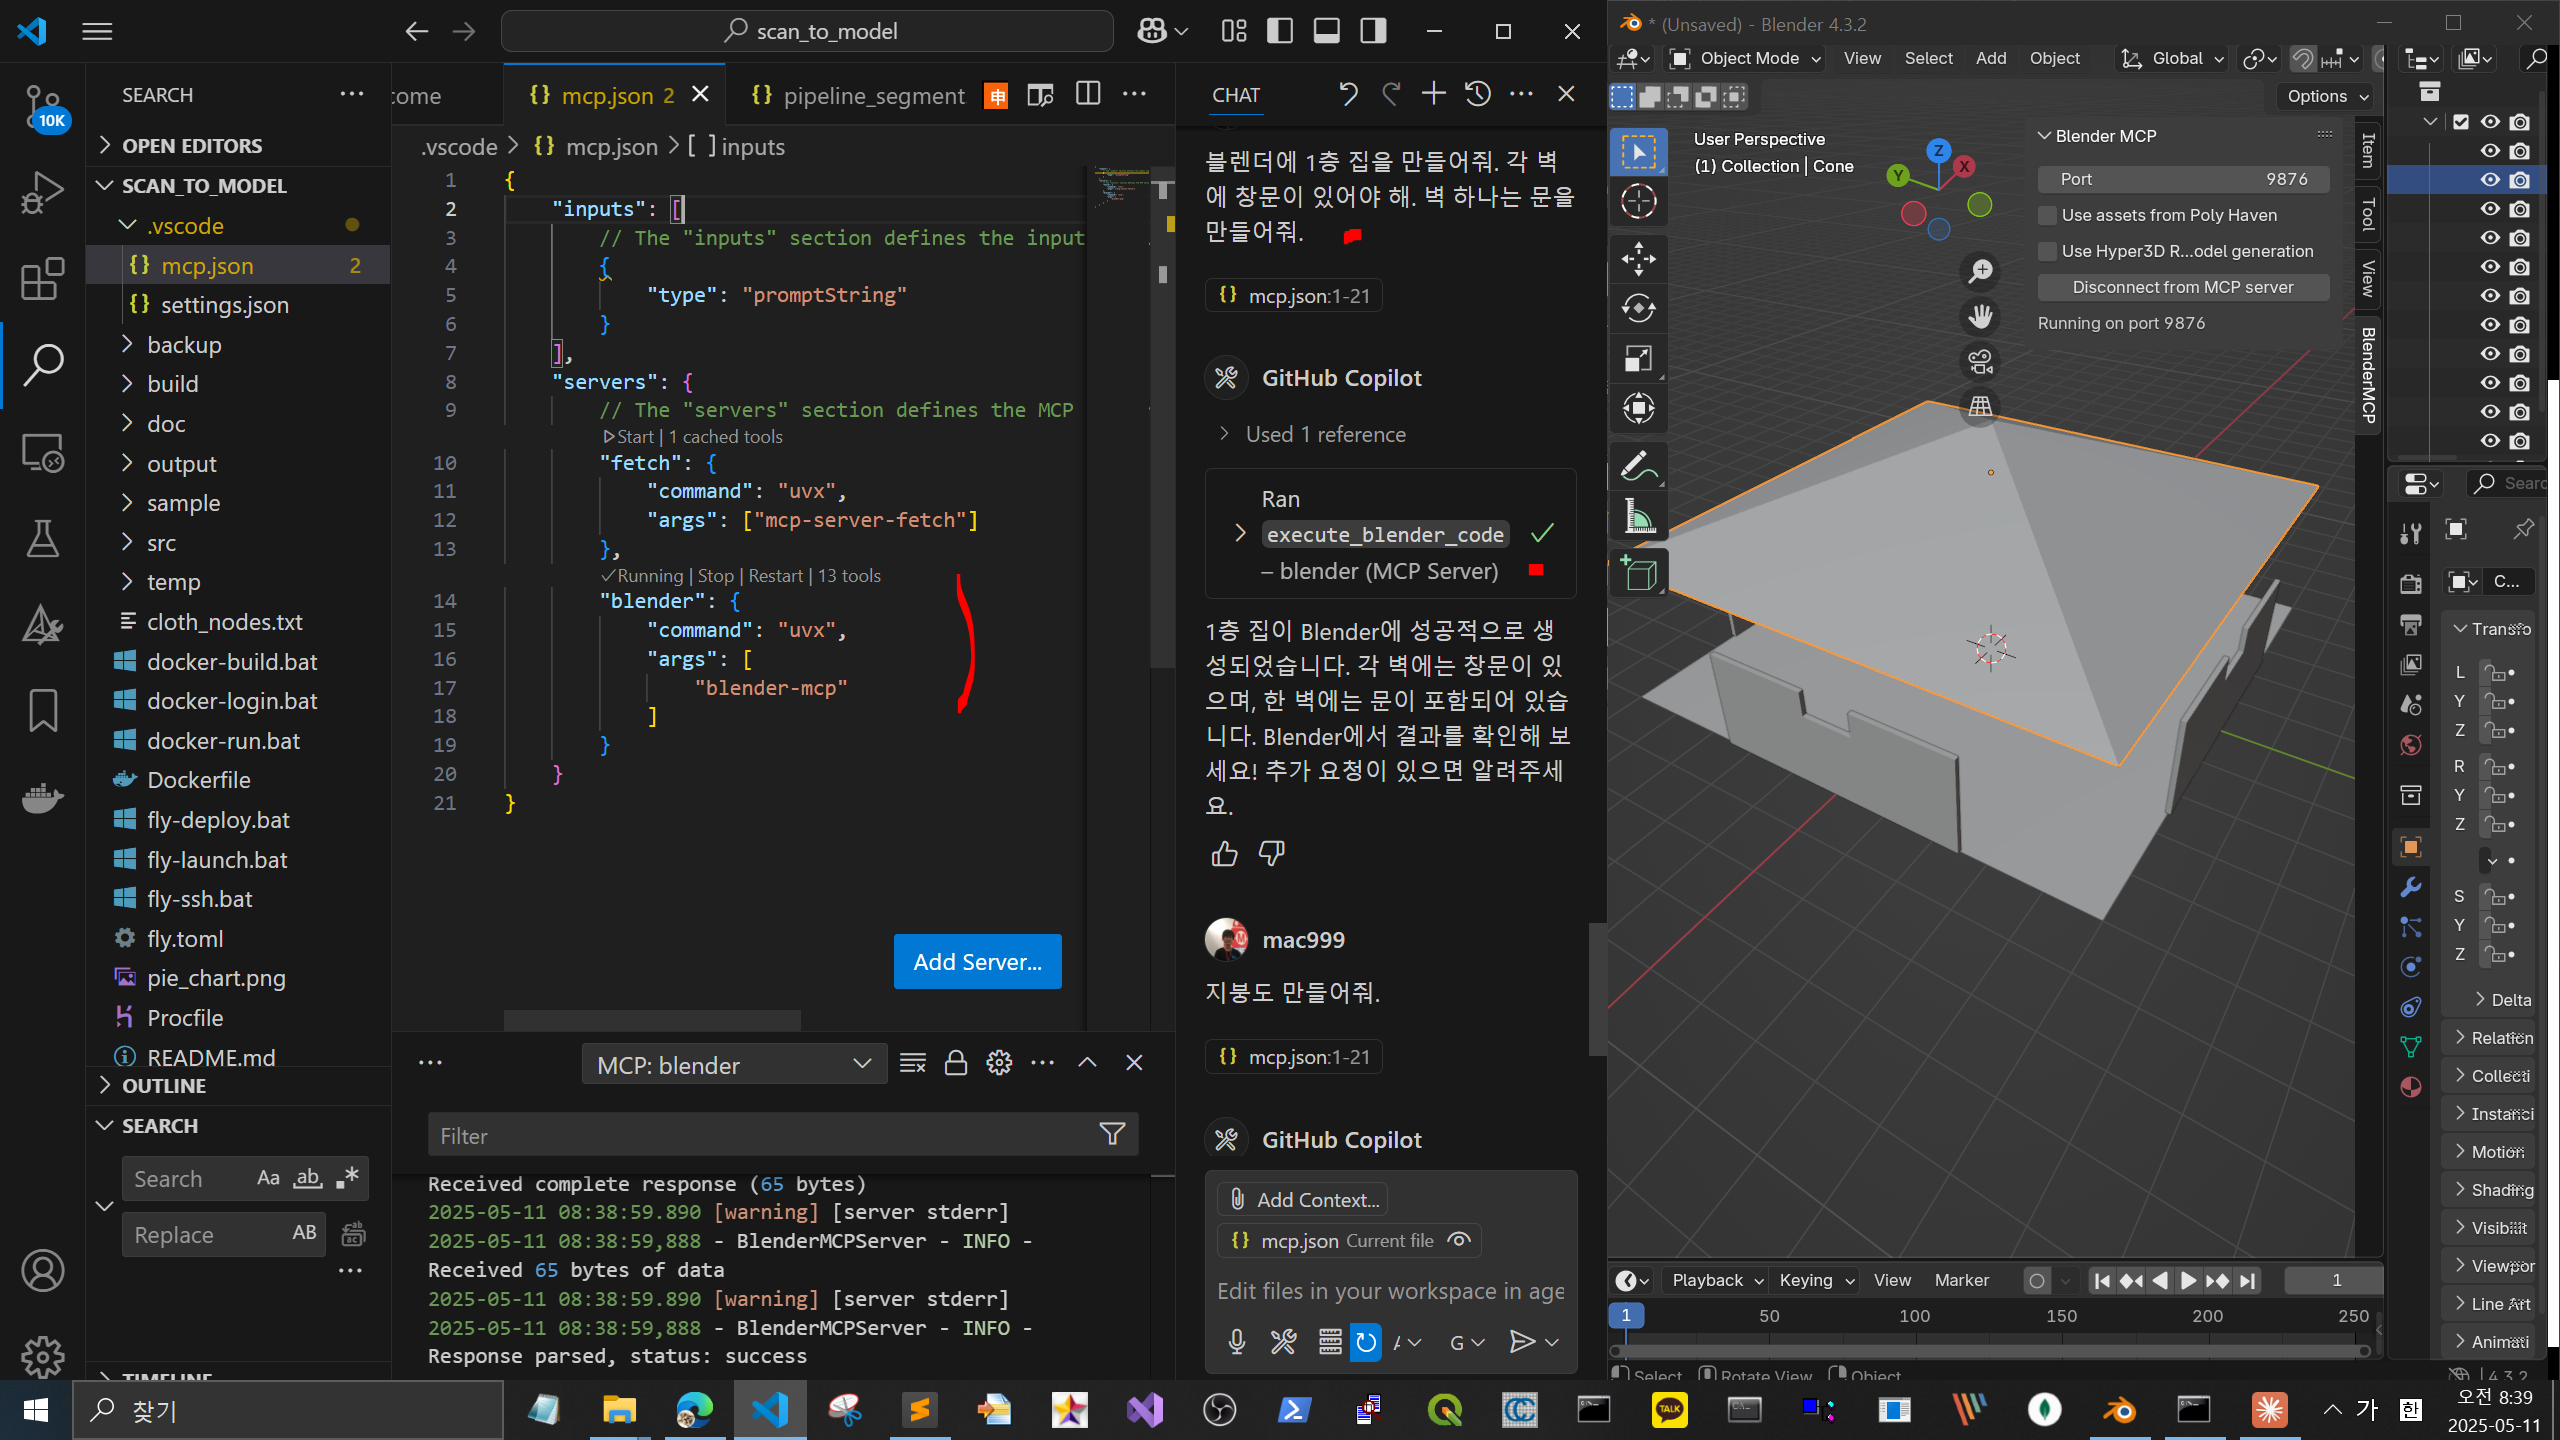 scan_to_model
SEARCH
OPEN EDITORS
SCAN_TO_MODEL
.vscode
mcp.json 2
settings.json
backup
build
doc
output
sample
src
temp
cloth_nodes.txt
docker-build.bat
docker-login.bat
docker-run.bat
Dockerfile
fly-deploy.bat
fly-launch.bat
fly-ssh.bat
fly.toml
pie_chart.png
Procfile
README.md
OUTLINE
SEARCH
Search Aa ab
Replace AB
TIMELINE
10K
come
mcp.json 2
pipeline_segment
.vscode > {} mcp.json > [ ] inputs
1 {
2 "inputs": [
3 // The "inputs" section defines the input
4 {
5 "type": "promptString"
6 }
7 ],
8 "servers": {
9 // The "servers" section defines the MCP
Start | 1 cached tools
10 "fetch": {
11 "command": "uvx",
12 "args": ["mcp-server-fetch"]
13 },
✓Running | Stop | Restart | 13 tools
14 "blender": {
15 "command": "uvx",
16 "args": [
17 "blender-mcp"
18 ]
19 }
20 }
21 }
Add Server...
MCP: blender
Filter
Received complete response (65 bytes)
2025-05-11 08:38:59.890 [warning] [server stderr]
2025-05-11 08:38:59,888 - BlenderMCPServer - INFO -
Received 65 bytes of data
2025-05-11 08:38:59.890 [warning] [server stderr]
2025-05-11 08:38:59,888 - BlenderMCPServer - INFO -
Response parsed, status: success
CHAT
블렌더에 1층 집을 만들어줘. 각 벽
에 창문이 있어야 해. 벽 하나는 문을
만들어줘.
{} mcp.json:1-21
GitHub Copilot
Used 1 reference
Ran
execute_blender_code
– blender (MCP Server)
1층 집이 Blender에 성공적으로 생
성되었습니다. 각 벽에는 창문이 있
으며, 한 벽에는 문이 포함되어 있습
니다. Blender에서 결과를 확인해 보
세요! 추가 요청이 있으면 알려주세
요.
mac999
지붕도 만들어줘.
{} mcp.json:1-21
GitHub Copilot
Add Context...
{} mcp.json Current file
Edit files in your workspace in age
G
* (Unsaved) - Blender 4.3.2
Object Mode View Select Add Object Global
Options
User Perspective
(1) Collection | Cone
Z
X
Y
Blender MCP
Port 9876
Use assets from Poly Haven
Use Hyper3D R...odel generation
Disconnect from MCP server
Running on port 9876
Item
Tool
View
BlenderMCP
Searc
C...
Transfo
L
Y
Z
R
Y
Z
S
Y
Z
Delta
Relation
Collecti
Instanci
Motion
Shading
Visibilit
Viewpor
Line Art
Animati
Playback Keying View Marker 1
1 50 100 150 200 250
Select Rotate View Object 4.3.2
찾기
TALK
가 한
오전 8:39
2025-05-11